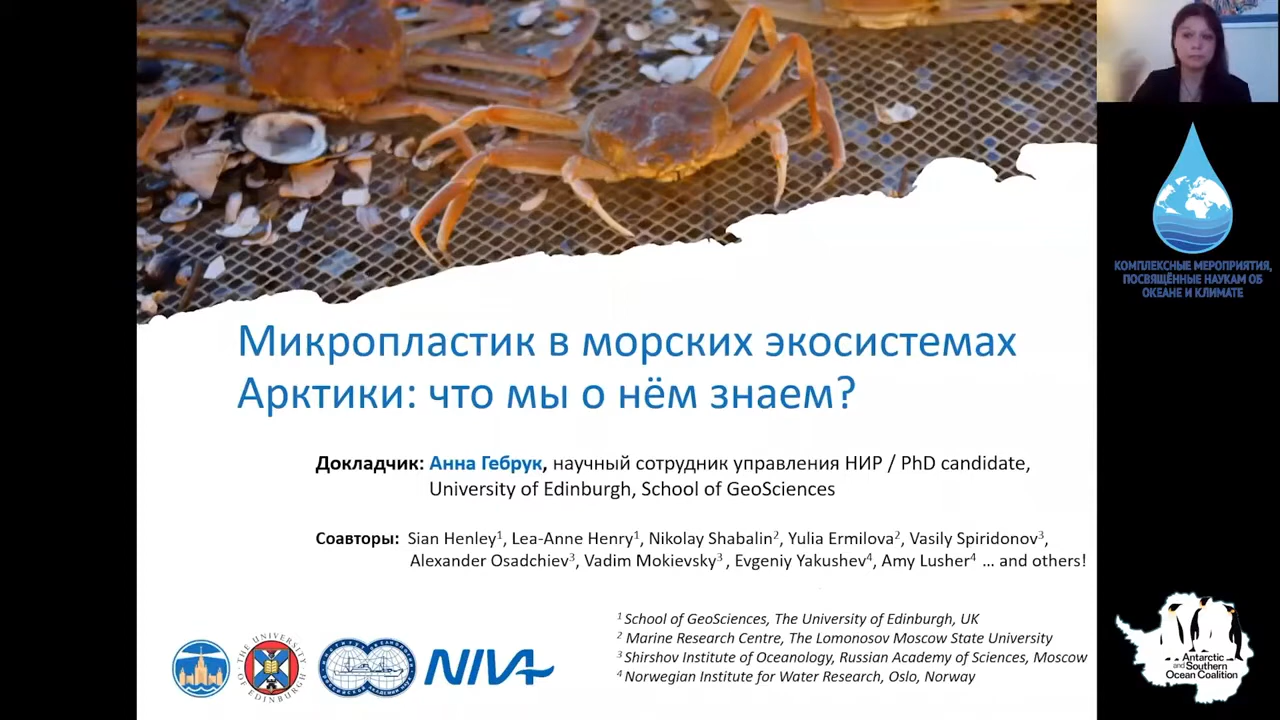 Микропластик в морских экосистемах
Арктики: что мы о нём знаем?
Докладчик: Анна Гебрук, научный сотрудник управления НИР / PhD candidate,
University of Edinburgh, School of GeoSciences
Соавторы: Sian Henley¹, Lea-Anne Henry¹, Nikolay Shabalin², Yulia Ermilova², Vasily Spiridonov³,
Alexander Osadchiev³, Vadim Mokievsky³ , Evgeniy Yakushev⁴, Amy Lusher⁴ … and others!
¹ School of GeoSciences, The University of Edinburgh, UK
² Marine Research Centre, The Lomonosov Moscow State University
³ Shirshov Institute of Oceanology, Russian Academy of Sciences, Moscow
⁴ Norwegian Institute for Water Research, Oslo, Norway
THE UNIVERSITY OF EDINBURGH
NIVA
КОМПЛЕКСНЫЕ МЕРОПРИЯТИЯ,
ПОСВЯЩЁННЫЕ НАУКАМ ОБ
ОКЕАНЕ И КЛИМАТЕ
Antarctic
and Southern
Ocean Coalition